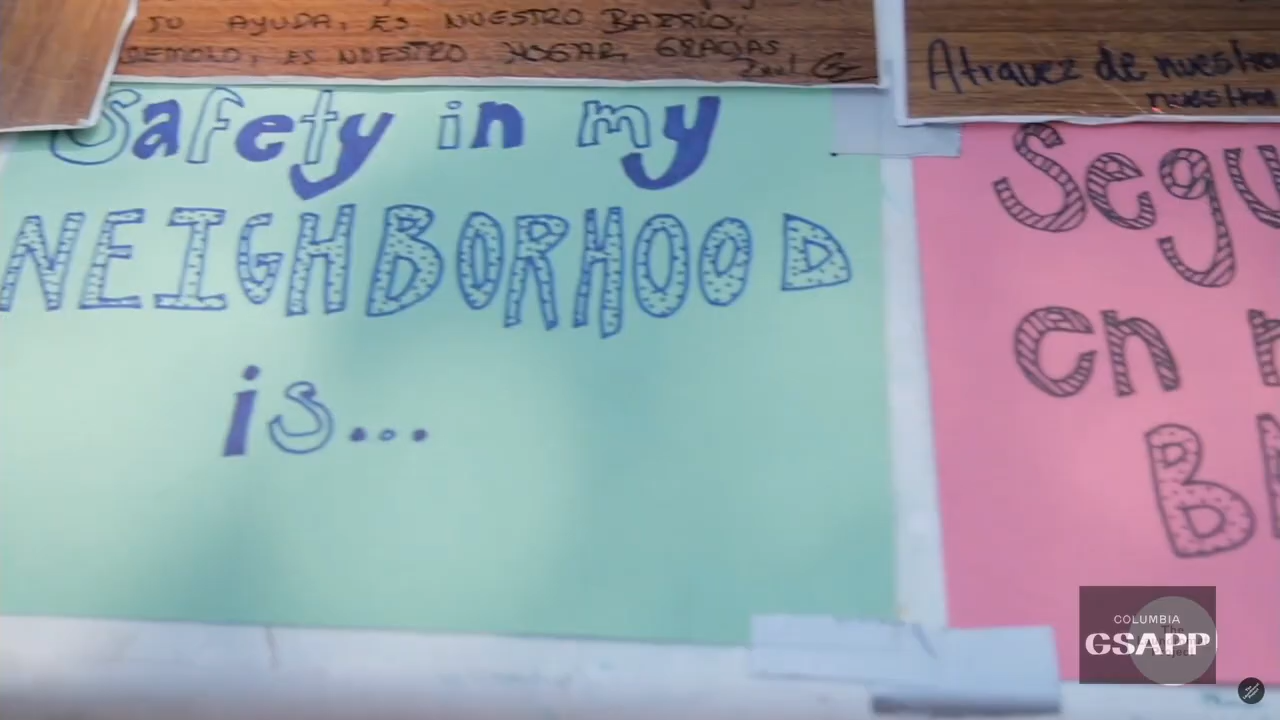 TU AYUDA, ES NUESTRO BARRIO,
ES NUESTRO HOGAR, GRACIAS,
Atravez de nuestro
Safety in my
NEIGHBORHOOD
is...
Segu
en
B
COLUMBIA
GSAPP